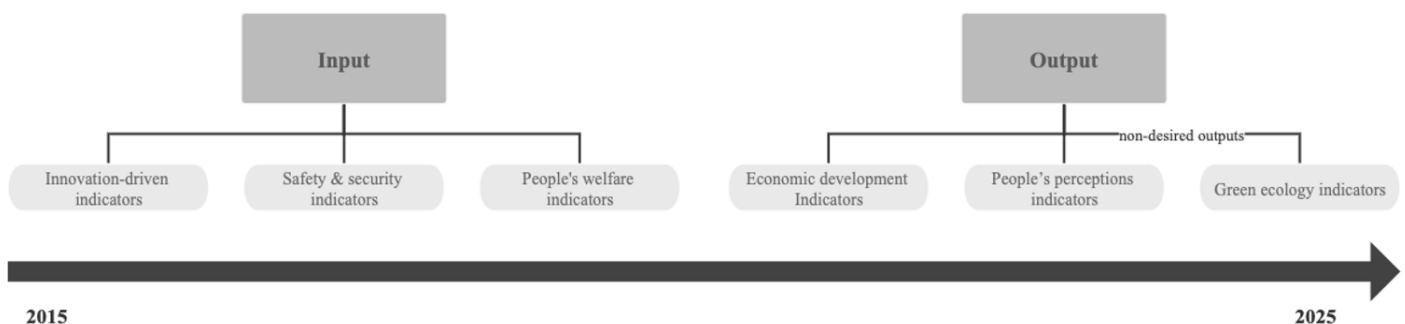 Input
Output
non-desired outputs
Innovation-driven
indicators
Safety & security
indicators
People's welfare
indicators
Economic development
Indicators
People’s perceptions
indicators
Green ecology indicators
2015
2025